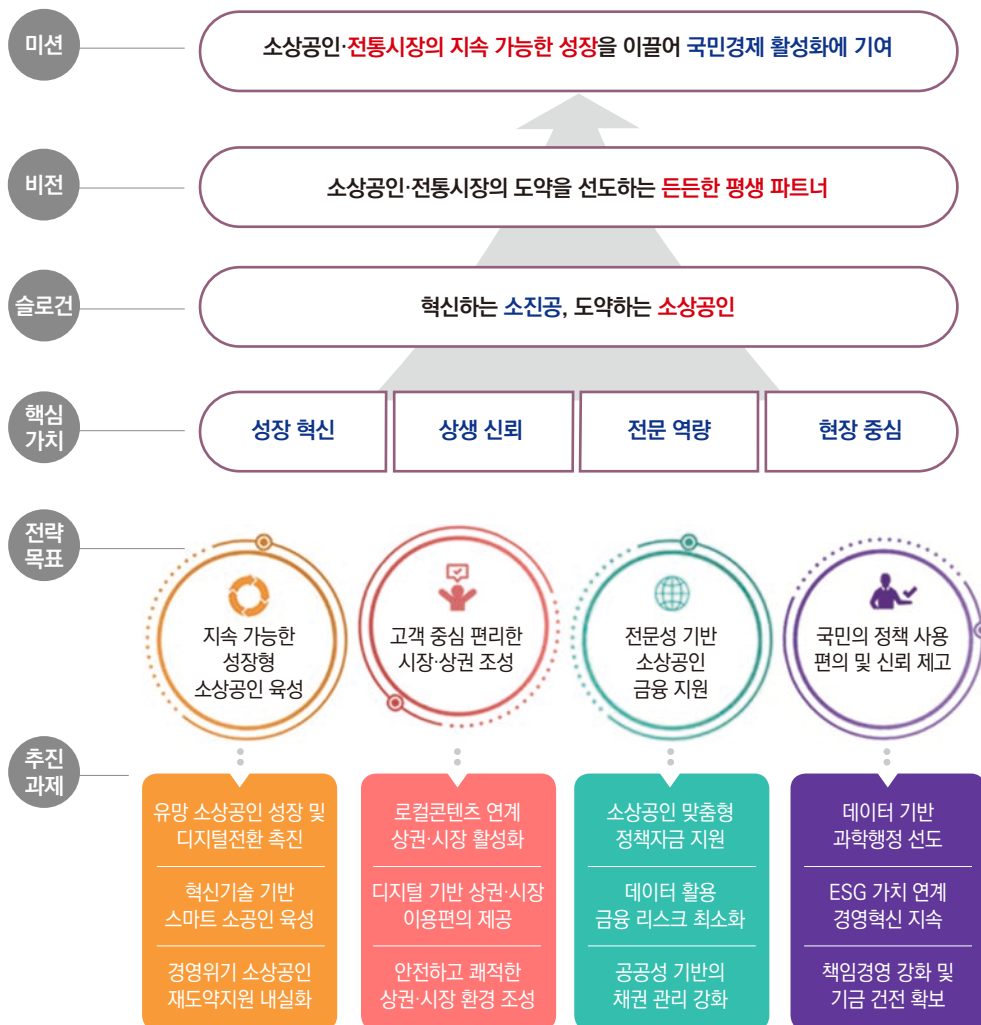 미션
소상공인·전통시장의 지속 가능한 성장을 이끌어 국민경제 활성화에 기여
비전
소상공인·전통시장의 도약을 선도하는 든든한 평생 파트너
슬로건
혁신하는 소진공, 도약하는 소상공인
핵심
가치
성장 혁신
상생 신뢰
전문 역량
현장 중심
전략
목표
지속 가능한
성장형
소상공인 육성
고객 중심 편리한
시장·상권 조성
전문성 기반
소상공인
금융 지원
국민의 정책 사용
편의 및 신뢰 제고
추진
과제
유망 소상공인 성장 및
디지털전환 촉진
혁신기술 기반
스마트 소공인 육성
경영위기 소상공인
재도약지원 내실화
로컬콘텐츠 연계
상권·시장 활성화
디지털 기반 상권·시장
이용편의 제공
안전하고 쾌적한
상권·시장 환경 조성
소상공인 맞춤형
정책자금 지원
데이터 활용
금융 리스크 최소화
공공성 기반의
채권 관리 강화
데이터 기반
과학행정 선도
ESG 가치 연계
경영혁신 지속
책임경영 강화 및
기금 건전 확보